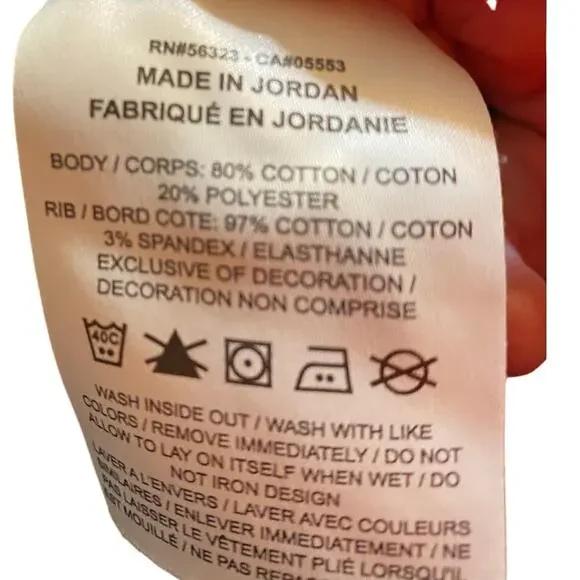 RN#56323 - CA#05553
MADE IN JORDAN
FABRIQUÉ EN JORDANIE
BODY / CORPS: 80% COTTON / COTON
20% POLYESTER
RIB / BORD COTE: 97% COTTON / COTON
3% SPANDEX / ELASTHANNE
EXCLUSIVE OF DECORATION /
DECORATION NON COMPRISE
40C
WASH INSIDE OUT / WASH WITH LIKE
COLORS / REMOVE IMMEDIATELY / DO NOT
ALLOW TO LAY ON ITSELF WHEN WET / DO
NOT IRON DESIGN
LAVER A L'ENVERS / LAVER AVEC COULEURS
SIMILAIRES / ENLEVER IMMEDIATEMENT / NE
PAS LAISSER LE VÊTEMENT PLIÉ LORSQU'IL
EST MOUILLÉ / NE PAS